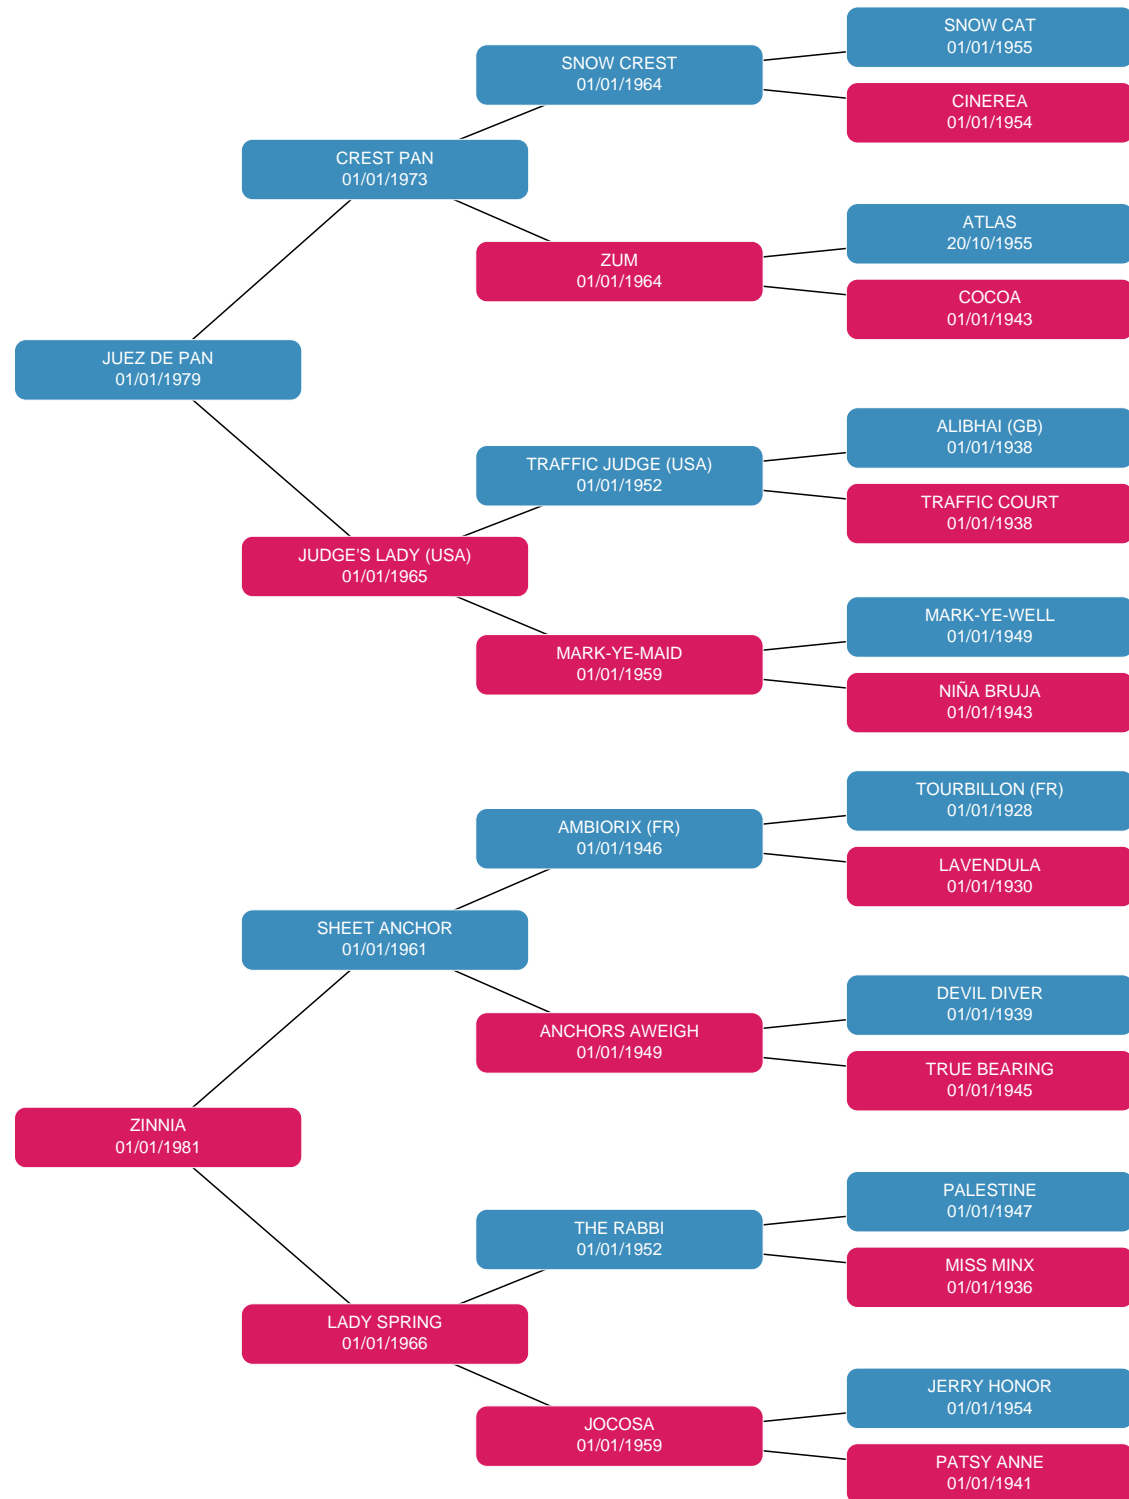 SNOW CAT
01/01/1955
SNOW CREST
01/01/1964
CINEREA
01/01/1954
CREST PAN
01/01/1973
ATLAS
20/10/1955
ZUM
01/01/1964
COCOA
01/01/1943
JUEZ DE PAN
01/01/1979
ALIBHAI (GB)
01/01/1938
TRAFFIC JUDGE (USA)
01/01/1952
TRAFFIC COURT
01/01/1938
JUDGE'S LADY (USA)
01/01/1965
MARK-YE-WELL
01/01/1949
MARK-YE-MAID
01/01/1959
NIÑA BRUJA
01/01/1943
TOURBILLON (FR)
01/01/1928
AMBIORIX (FR)
01/01/1946
LAVENDULA
01/01/1930
SHEET ANCHOR
01/01/1961
DEVIL DIVER
01/01/1939
ANCHORS AWEIGH
01/01/1949
TRUE BEARING
01/01/1945
ZINNIA
01/01/1981
PALESTINE
01/01/1947
THE RABBI
01/01/1952
MISS MINX
01/01/1936
LADY SPRING
01/01/1966
JERRY HONOR
01/01/1954
JOCOSA
01/01/1959
PATSY ANNE
01/01/1941